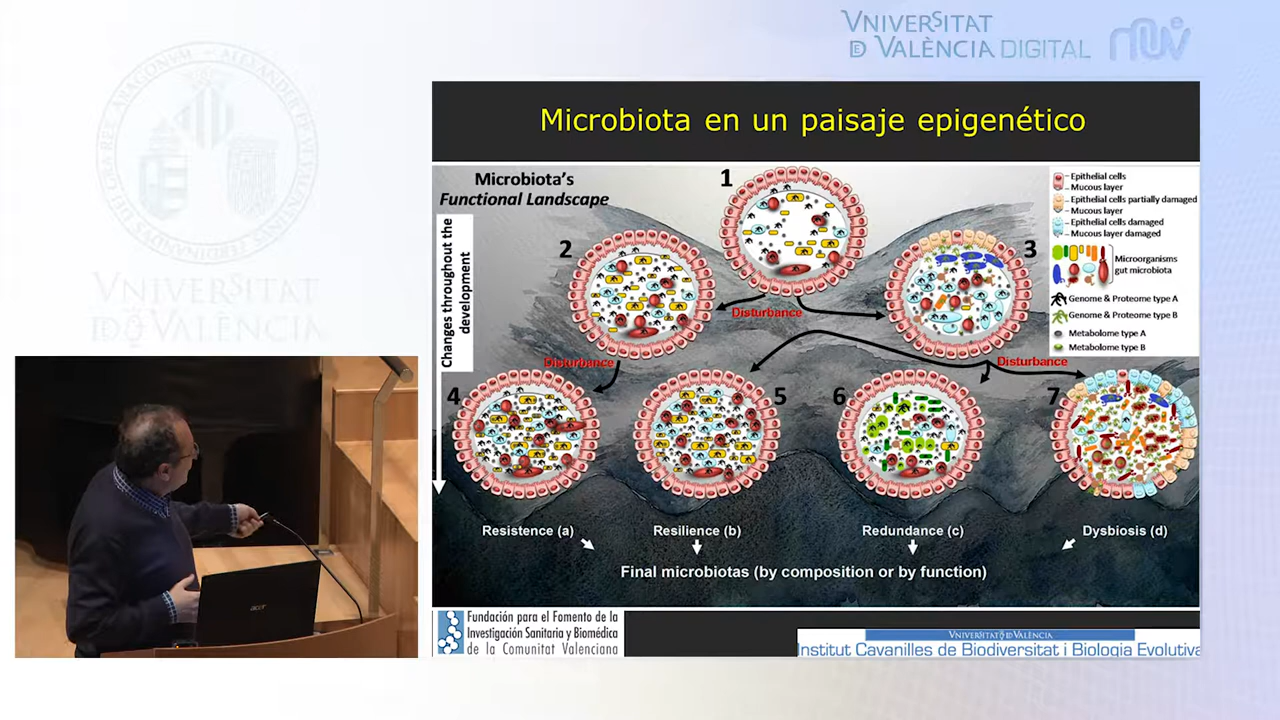 VNIVERSITAT
DE VALÈNCIA DIGITAL
nouve
VNIVERSITAT
DE VALÈNCIA
Microbiota en un paisaje epigenético
Microbiota's
Functional Landscape
Changes throughout the
development
1
2
3
4
5
6
7
Disturbance
Disturbance
Disturbance
Epithelial cells
Mucous layer
Epithelial cells partially damaged
Mucous layer
Epithelial cells damaged
Mucous layer damaged
Microorganisms
gut microbiota
Genome & Proteome type A
Genome & Proteome type B
Metabolome type A
Metabolome type B
Resistence (a)
Resilience (b)
Redundance (c)
Dysbiosis (d)
Final microbiotas (by composition or by function)
acer
Fundación para el Fomento de la
Investigación Sanitaria y Biomédica
de la Comunitat Valenciana
VNIVERSITATÌDVALÈNCIA
Institut Cavanilles de Biodiversitat i Biologia Evolutiva